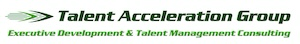 Talent Acceleration Group
Executive Development & Talent Management Consulting